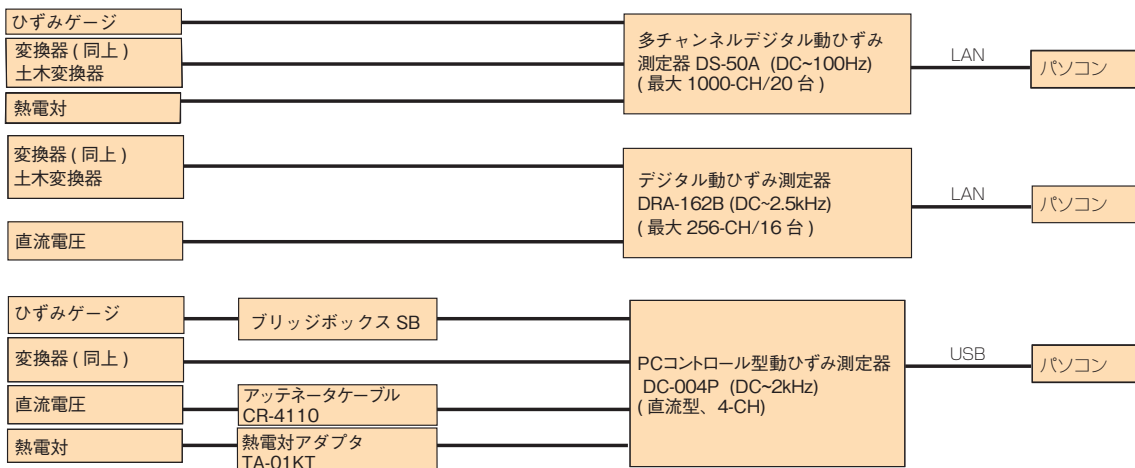 ひずみゲージ
変換器 ( 同上 )
土木変換器
熱電対
多チャンネルデジタル動ひずみ
測定器 DS-50A (DC~100Hz)
( 最大 1000-CH/20 台 )
LAN
パソコン
変換器 ( 同上 )
土木変換器
直流電圧
デジタル動ひずみ測定器
DRA-162B (DC~2.5kHz)
( 最大 256-CH/16 台 )
LAN
パソコン
ひずみゲージ
ブリッジボックス SB
変換器 ( 同上 )
直流電圧
アッテネータケーブル
CR-4110
熱電対
熱電対アダプタ
TA-01KT
PCコントロール型動ひずみ測定器
DC-004P (DC~2kHz)
( 直流型、4-CH)
USB
パソコン